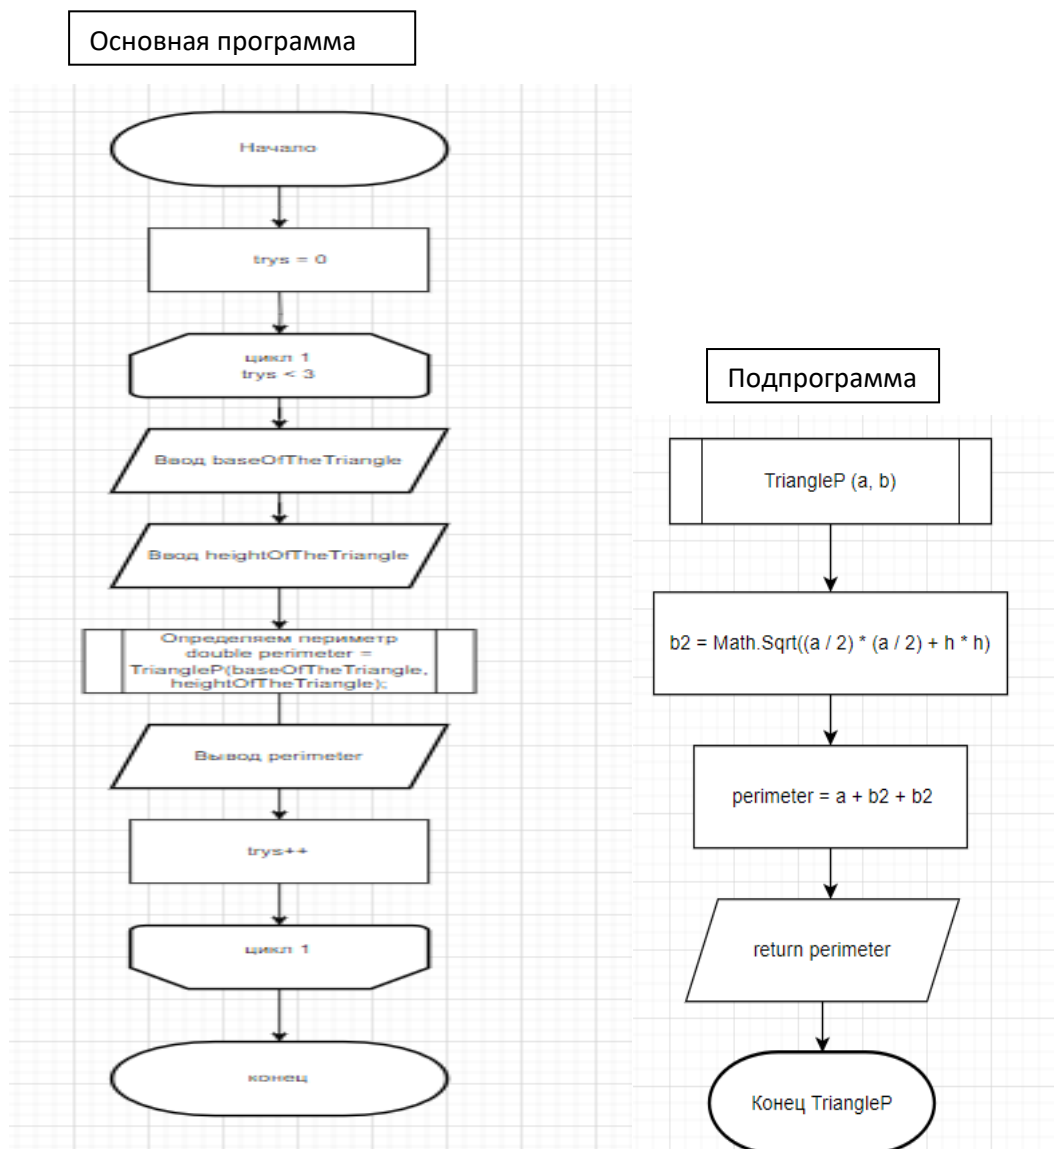 Основная программа
Начало
trys = 0
цикл 1
trys < 3
Ввод baseOfTheTriangle
Ввод heightOfTheTriangle
Определяем периметр
double perimeter =
TriangleP(baseOfTheTriangle,
heightOfTheTriangle);
Вывод perimeter
trys++
цикл 1
конец
Подпрограмма
TriangleP (a, b)
b2 = Math.Sqrt((a / 2) * (a / 2) + h * h)
perimeter = a + b2 + b2
return perimeter
Конец TriangleP